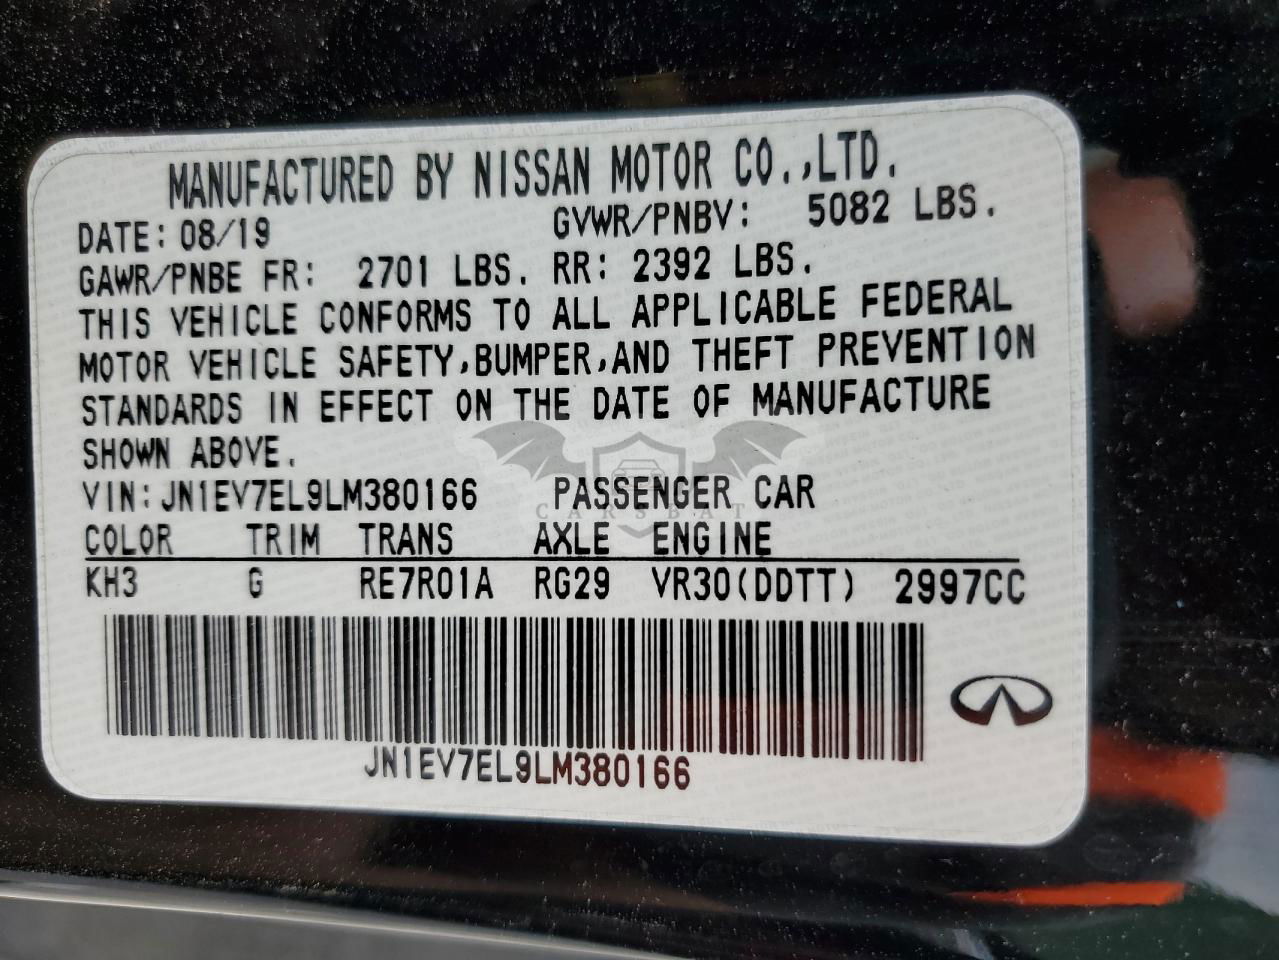 MANUFACTURED BY NISSAN MOTOR CO.,LTD.
DATE: 08/19 GVWR/PNBV: 5082 LBS.
GAWR/PNBE FR: 2701 LBS. RR: 2392 LBS.
THIS VEHICLE CONFORMS TO ALL APPLICABLE FEDERAL
MOTOR VEHICLE SAFETY,BUMPER,AND THEFT PREVENTION
STANDARDS IN EFFECT ON THE DATE OF MANUFACTURE
SHOWN ABOVE.
VIN:JN1EV7EL9LM380166 PASSENGER CAR
CARSBAT
COLOR TRIM TRANS AXLE ENGINE
KH3 G RE7R01A RG29 VR30(DDTT) 2997CC
JN1EV7EL9LM380166